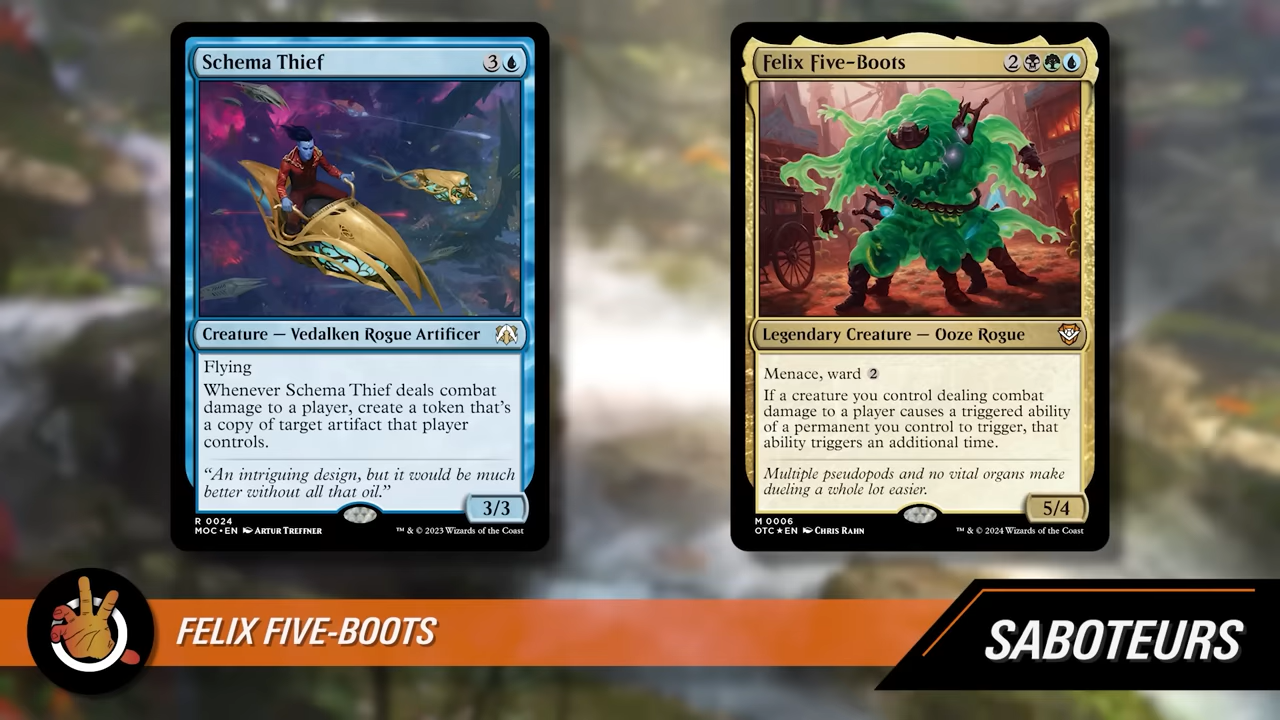 Schema Thief
3
Creature — Vedalken Rogue Artificer
Flying
Whenever Schema Thief deals combat
damage to a player, create a token that's
a copy of target artifact that player
controls.
“An intriguing design, but it would be much
better without all that oil.”
3/3
R 0024
MOC • EN Artur Treffner
™ & © 2023 Wizards of the Coast
Felix Five-Boots
2
Legendary Creature — Ooze Rogue
Menace, ward 2
If a creature you control dealing combat
damage to a player causes a triggered ability
of a permanent you control to trigger, that
ability triggers an additional time.
Multiple pseudopods and no vital organs make
dueling a whole lot easier.
5/4
M 0006
OTC ★ EN Chris Rahn
™ & © 2024 Wizards of the Coast
FELIX FIVE-BOOTS
SABOTEURS